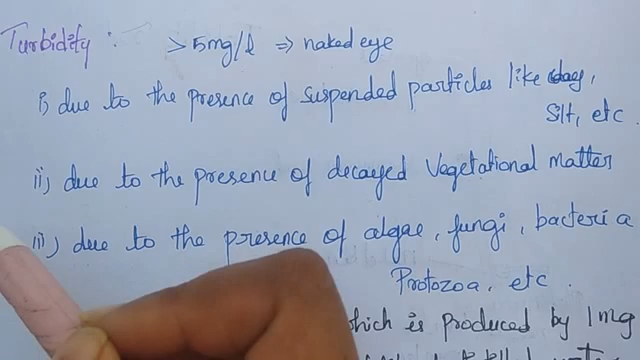 Turbidity : > 5mg/l ⇒ naked eye
i) due to the presence of suspended particles like clay,
Silt, etc.
ii) due to the presence of decayed Vegetational matter
iii) due to the presence of algae, fungi, bacteria
Protozoa, etc.
which is produced by 1mg